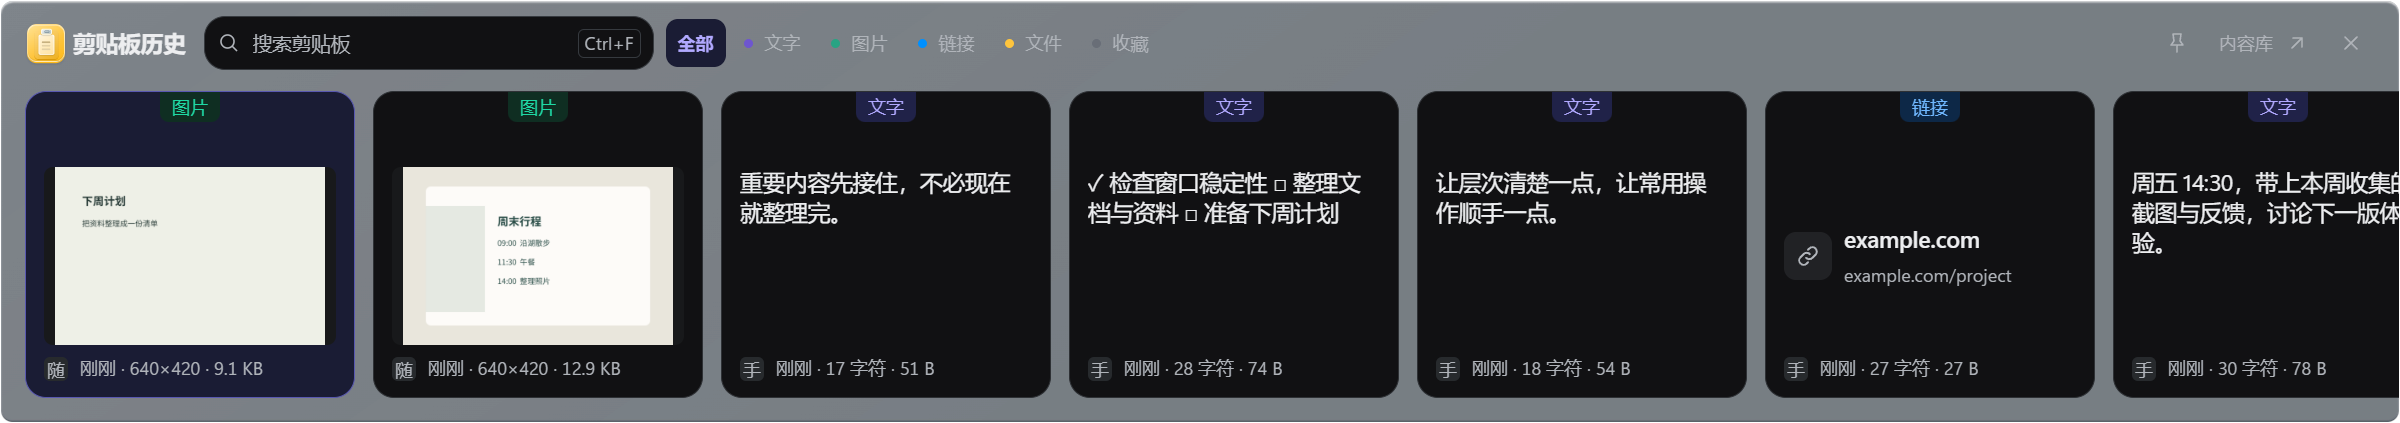 剪贴板历史
搜索剪贴板
Ctrl+F
全部
文字
图片
链接
文件
收藏
内容库
图片
下周计划
把资料整理成一份清单
随 刚刚 · 640×420 · 9.1 KB
图片
周末行程
09:00 沿湖散步
11:30 午餐
14:00 整理照片
随 刚刚 · 640×420 · 12.9 KB
文字
重要内容先接住，不必现在
就整理完。
手 刚刚 · 17 字符 · 51 B
文字
✓ 检查窗口稳定性 □ 整理文
档与资料 □ 准备下周计划
手 刚刚 · 28 字符 · 74 B
文字
让层次清楚一点，让常用操
作顺手一点。
手 刚刚 · 18 字符 · 54 B
链接
example.com
example.com/project
手 刚刚 · 27 字符 · 27 B
文字
周五 14:30，带上本周收集的
截图与反馈，讨论下一版体
验。
手 刚刚 · 30 字符 · 78 B